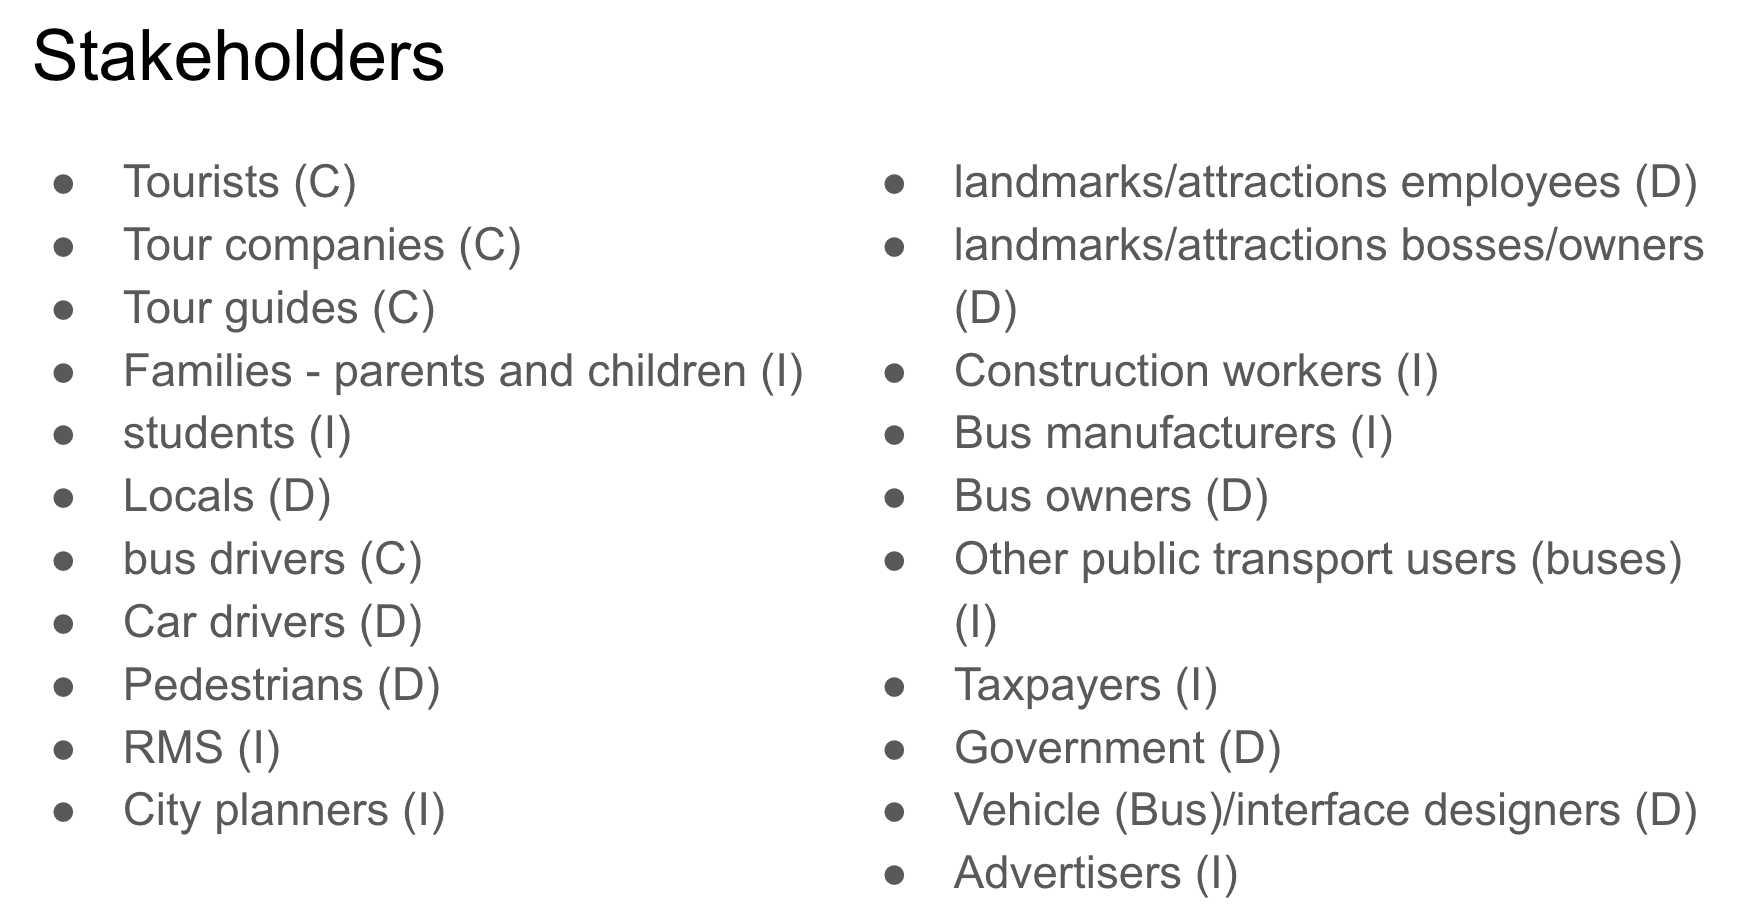 Stakeholders
● Tourists (C)
● Tour companies (C)
● Tour guides (C)
● Families - parents and children (I)
● students (I)
● Locals (D)
● bus drivers (C)
● Car drivers (D)
● Pedestrians (D)
● RMS (I)
● City planners (I)
● landmarks/attractions employees (D)
● landmarks/attractions bosses/owners
(D)
● Construction workers (I)
● Bus manufacturers (I)
● Bus owners (D)
● Other public transport users (buses)
(I)
● Taxpayers (I)
● Government (D)
● Vehicle (Bus)/interface designers (D)
● Advertisers (I)